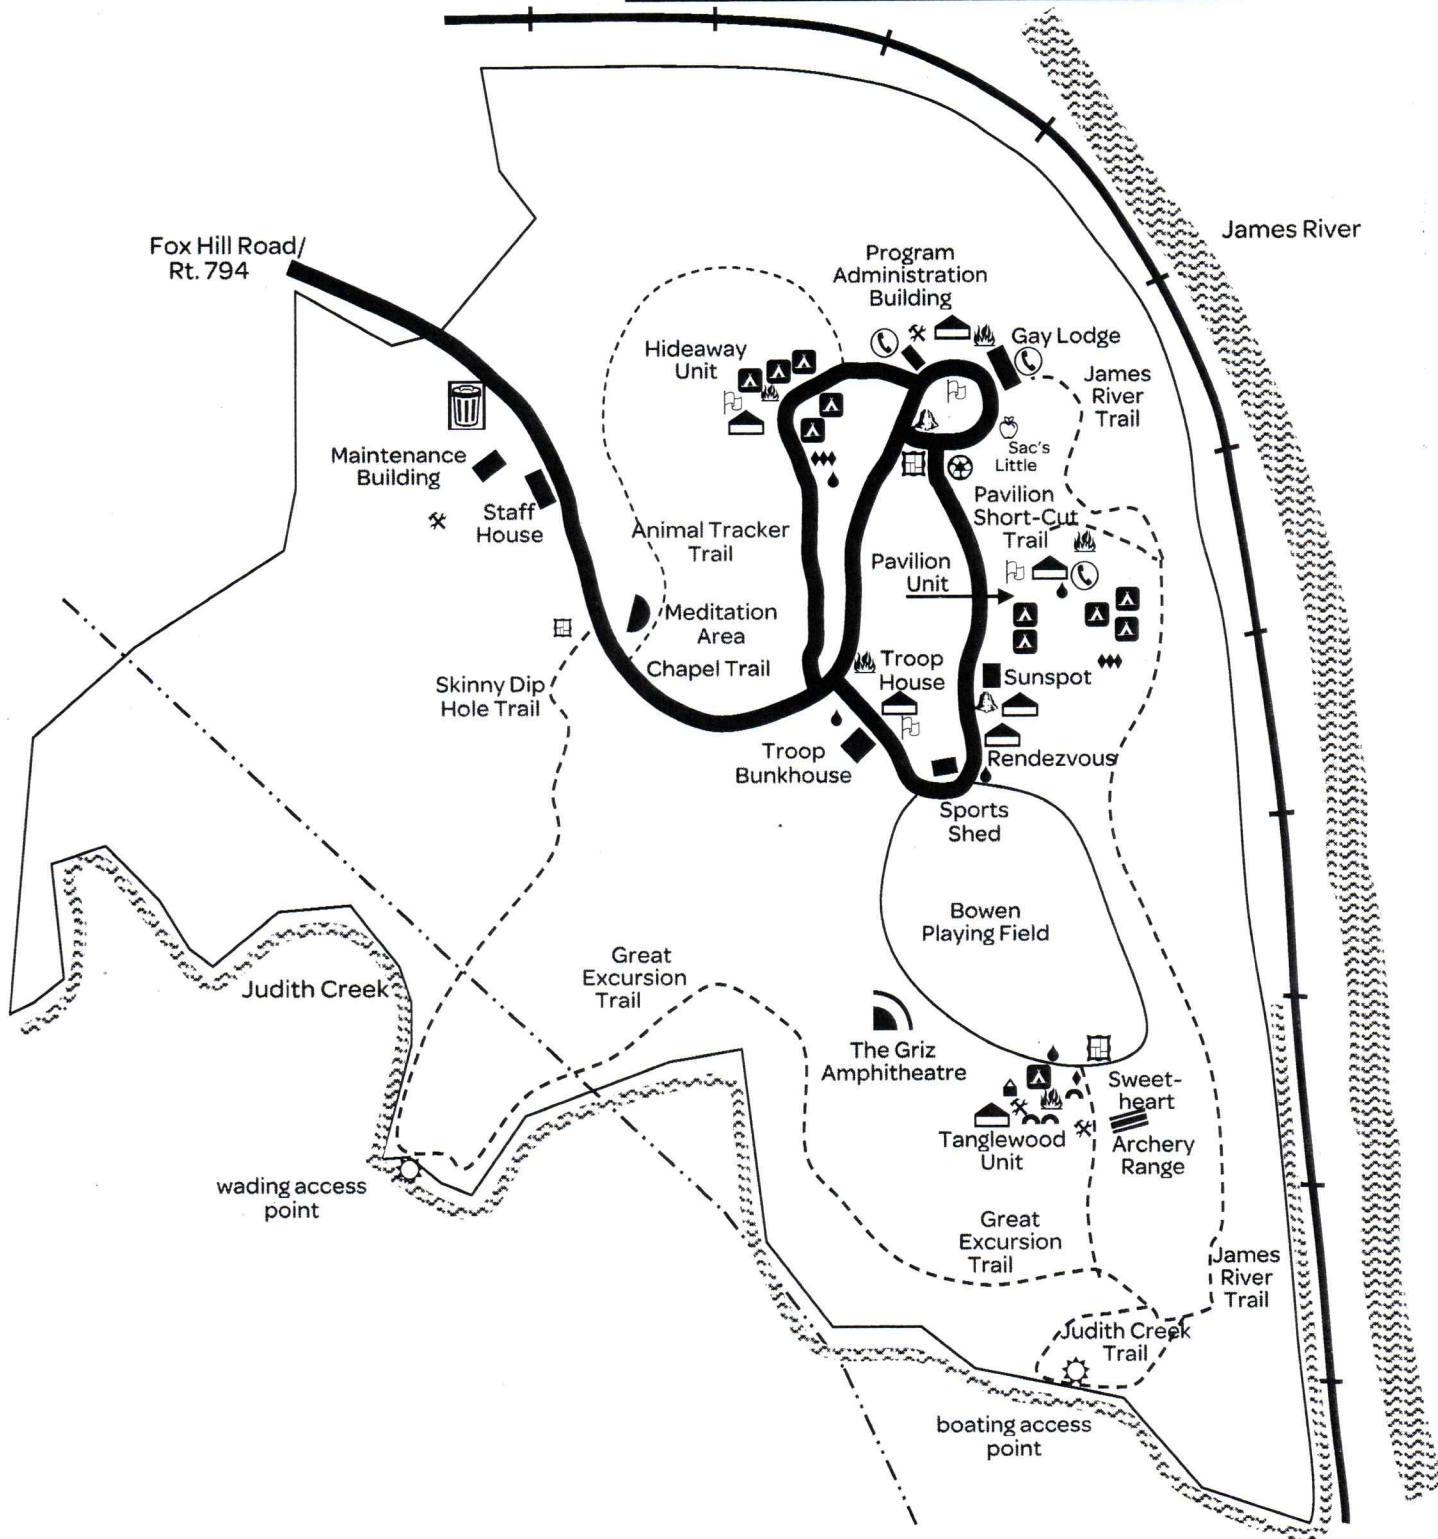 James River
Fox Hill Road/
Rt. 794
Program
Administration
Building
Gay Lodge
Hideaway
Unit
James
River
Trail
Sac's
Little
Maintenance
Building
Staff
House
Pavilion
Short-Cut
Trail
Animal Tracker
Trail
Pavilion
Unit
Meditation
Area
Chapel Trail
Troop
House
Sunspot
Skinny Dip
Hole Trail
Troop
Bunkhouse
Rendezvous
Sports
Shed
Bowen
Playing Field
Great
Excursion
Trail
Judith Creek
The Griz
Amphitheatre
Sweet-
heart
Tanglewood
Unit
Archery
Range
wading access
point
Great
Excursion
Trail
James
River
Trail
Judith Creek
Trail
boating access
point